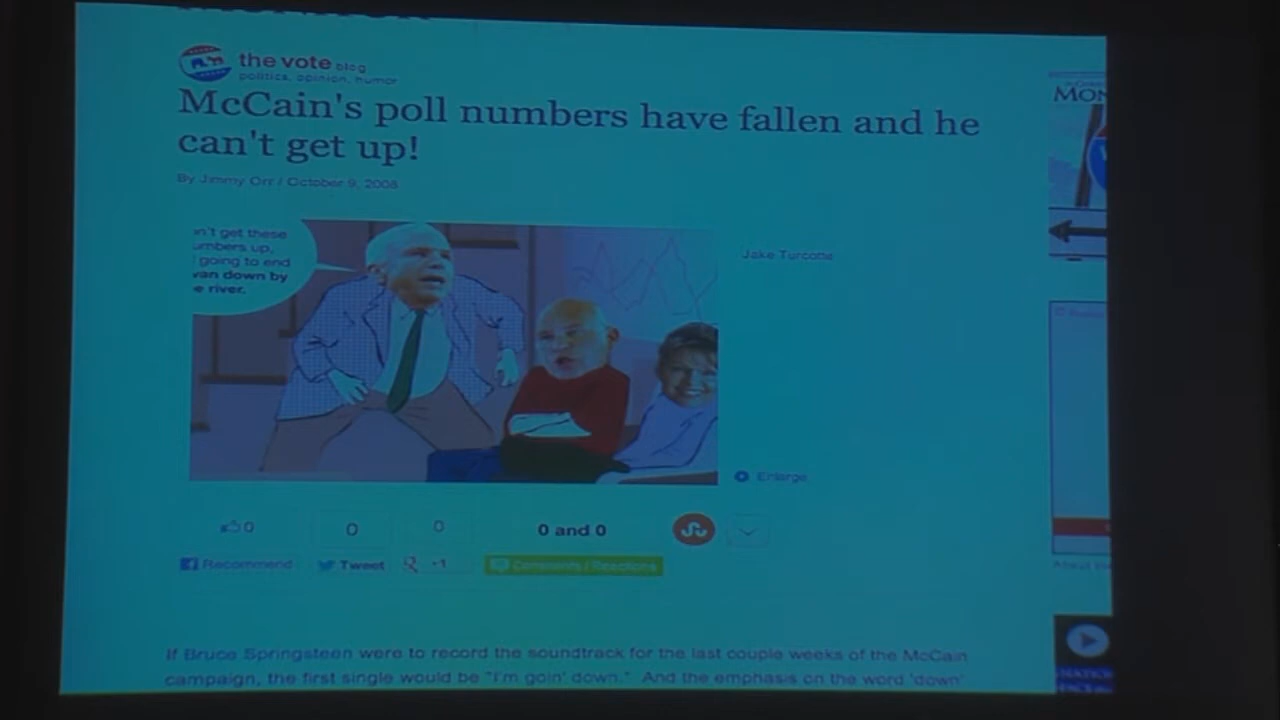 the vote blog
politics, opinion, humor
McCain's poll numbers have fallen and he
can't get up!
By Jimmy Orr / October 9, 2008
n't get these
umbers up,
going to end
van down by
e river.
Jake Turcotte
Enlarge
0
0
0
0 and 0
Recommend
Tweet
+1
Comments | Reactions
If Bruce Springsteen were to record the soundtrack for the last couple weeks of the McCain
campaign, the first single would be "I'm goin' down." And the emphasis on the word 'down'
MON